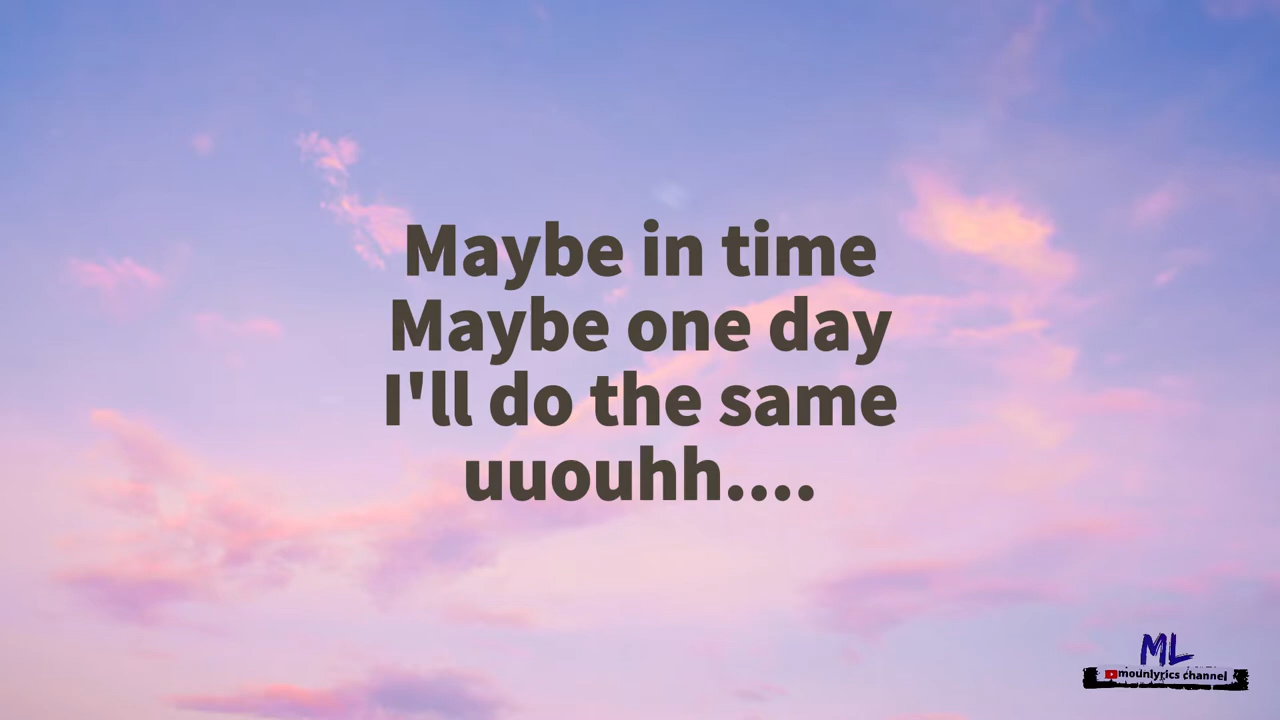 Maybe in time
Maybe one day
I'll do the same
uuouhh....
ML
mounlyrics channel